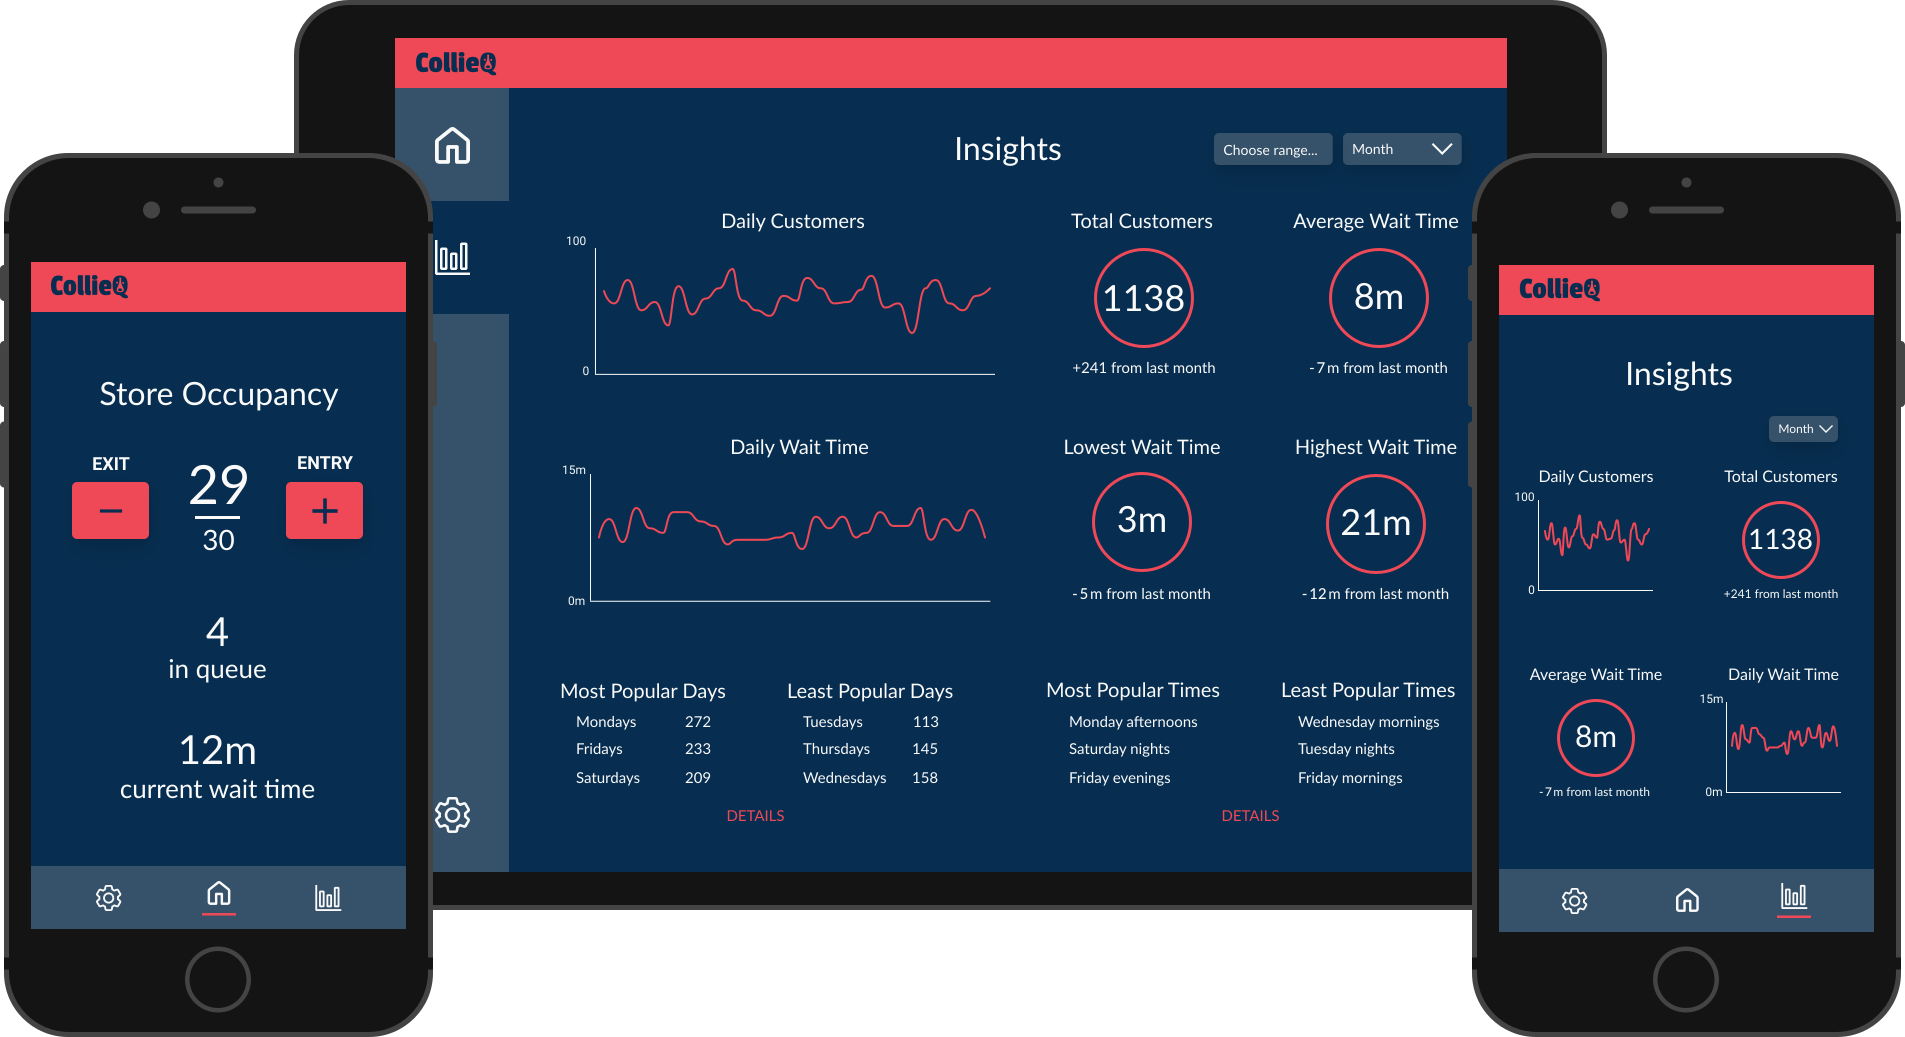 CollieQ
Store Occupancy
EXIT
29
30
ENTRY
−
+
4
in queue
12m
current wait time
CollieQ
Insights
Choose range...
Month
Daily Customers
100
0
Total Customers
1138
+241 from last month
Average Wait Time
8m
-7m from last month
Daily Wait Time
15m
0m
Lowest Wait Time
3m
-5m from last month
Highest Wait Time
21m
-12m from last month
Most Popular Days
Mondays 272
Fridays 233
Saturdays 209
Least Popular Days
Tuesdays 113
Thursdays 145
Wednesdays 158
DETAILS
Most Popular Times
Monday afternoons
Saturday nights
Friday evenings
Least Popular Times
Wednesday mornings
Tuesday nights
Friday mornings
DETAILS
CollieQ
Insights
Month
Daily Customers
100
0
Total Customers
1138
+241 from last month
Average Wait Time
8m
-7m from last month
Daily Wait Time
15m
0m